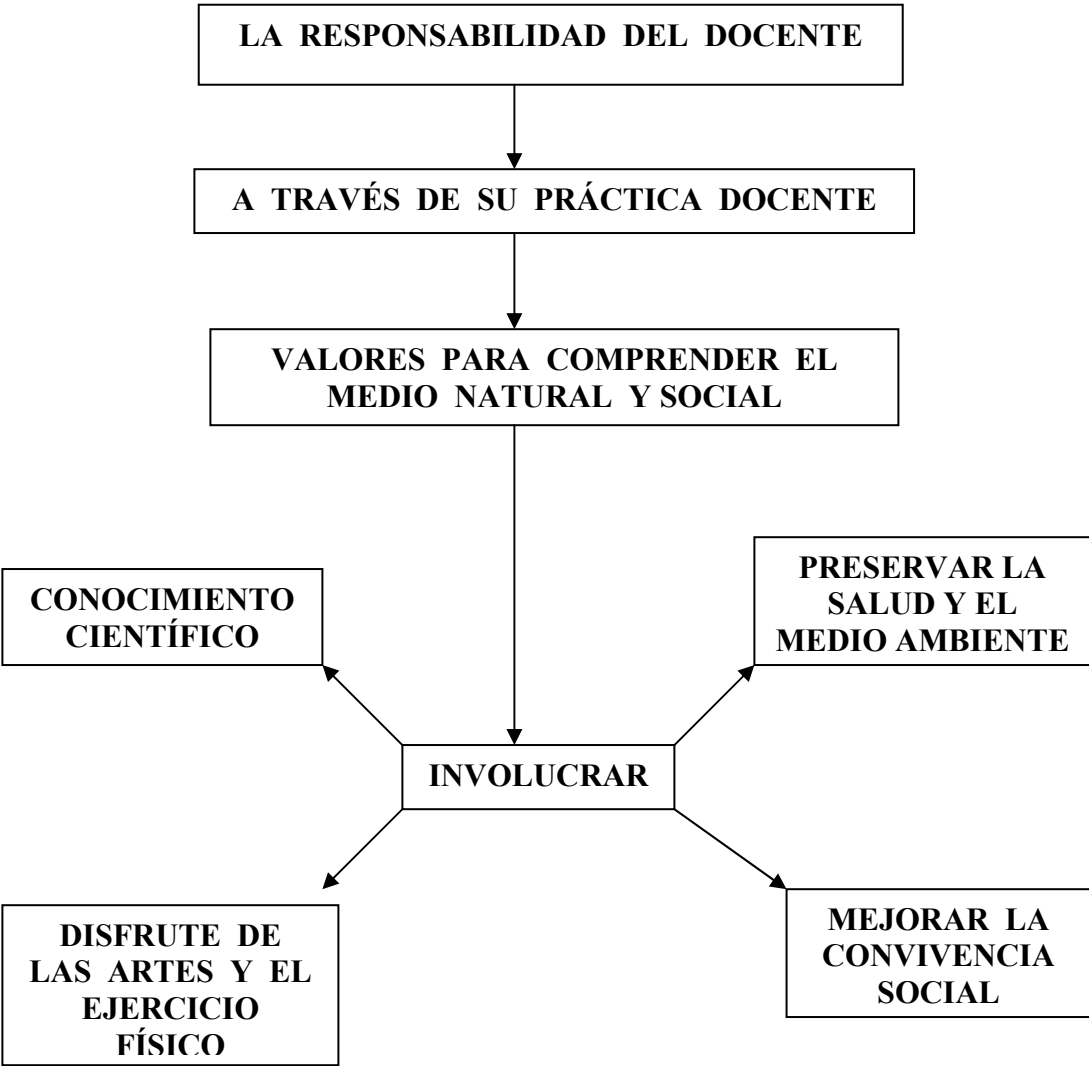 LA RESPONSABILIDAD DEL DOCENTE
A TRAVÉS DE SU PRÁCTICA DOCENTE
VALORES PARA COMPRENDER EL
MEDIO NATURAL Y SOCIAL
CONOCIMIENTO
CIENTÍFICO
PRESERVAR LA
SALUD Y EL
MEDIO AMBIENTE
INVOLUCRAR
DISFRUTE DE
LAS ARTES Y EL
EJERCICIO
FÍSICO
MEJORAR LA
CONVIVENCIA
SOCIAL